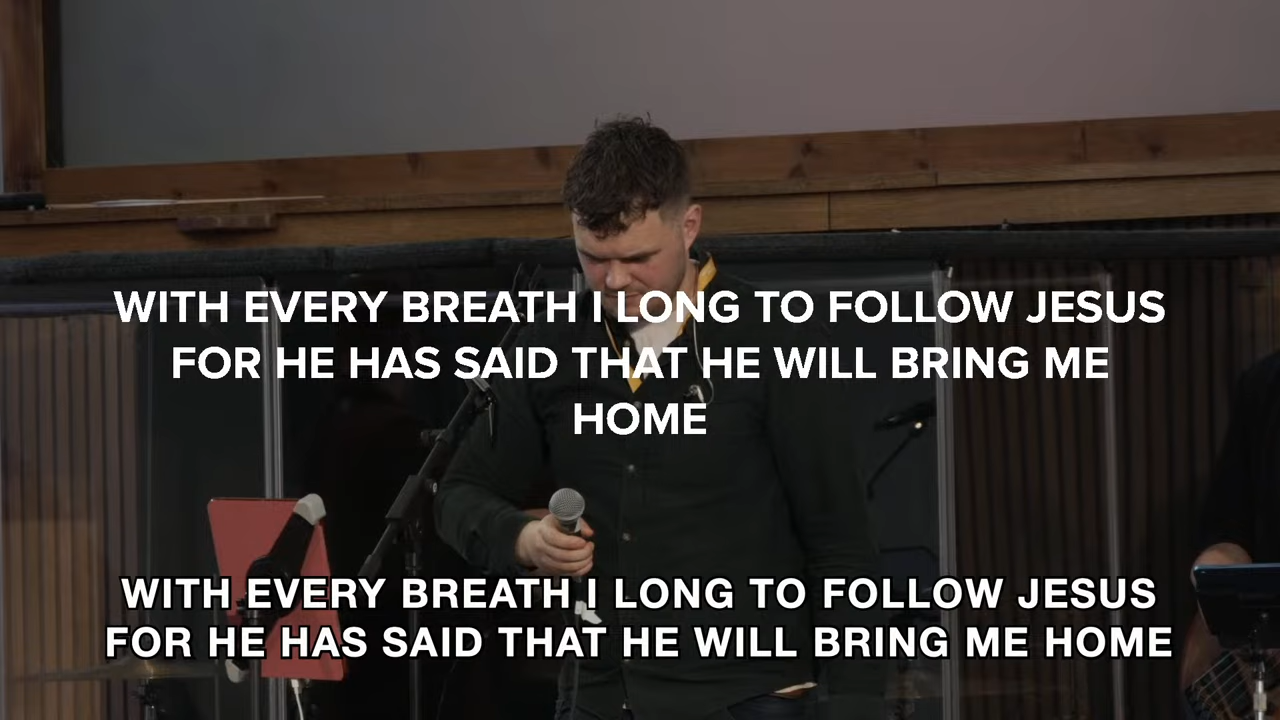 WITH EVERY BREATH I LONG TO FOLLOW JESUS
FOR HE HAS SAID THAT HE WILL BRING ME
HOME
WITH EVERY BREATH I LONG TO FOLLOW JESUS
FOR HE HAS SAID THAT HE WILL BRING ME HOME